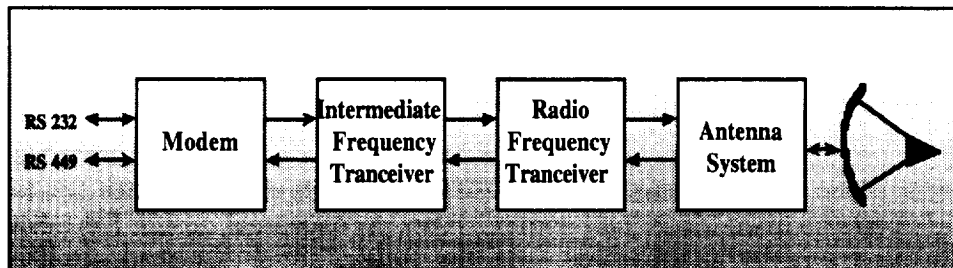 RS 232
RS 449
Modem
Intermediate
Frequency
Tranceiver
Radio
Frequency
Tranceiver
Antenna
System